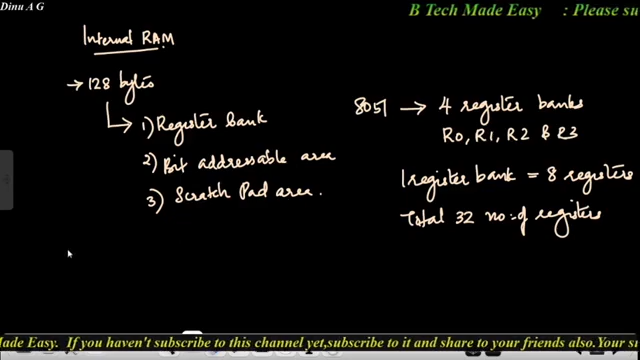 Dinu A G
B Tech Made Easy : Please su
Internal RAM
→ 128 bytes
→ 1) Register bank
2) Bit addressable area
3) Scratch Pad area.
8051 → 4 register banks
R0, R1, R2 & R3
1 register bank = 8 registers
Total 32 no: of registers
Made Easy. If you haven't subscribe to this channel yet,subscribe to it and share to your friends also.Your s